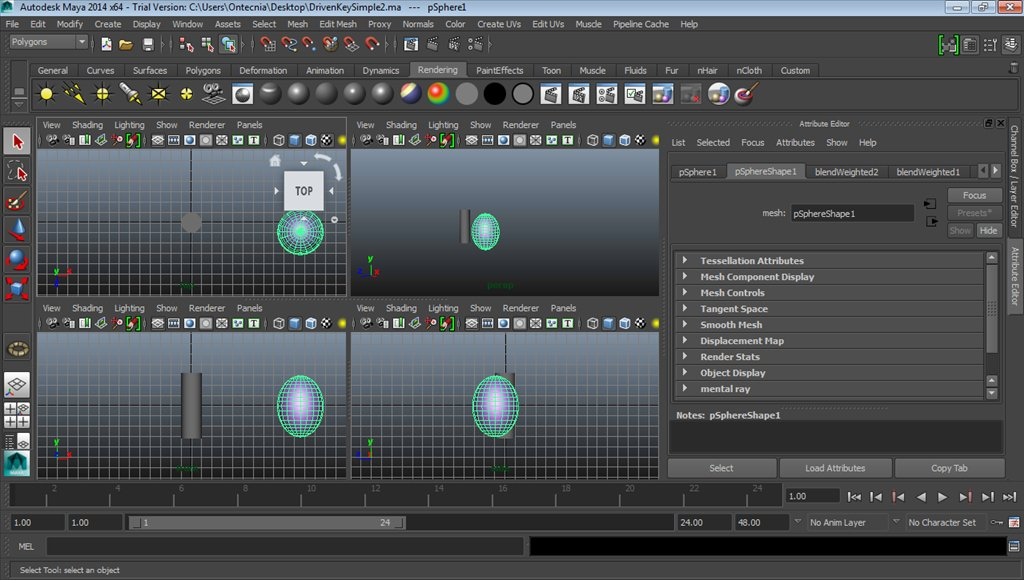 Autodesk Maya 2014 x64 - Trial Version: C:\Users\Ontecnia\Desktop\DrivenKeySimple2.ma --- pSphere1
File Edit Modify Create Display Window Assets Select Mesh Edit Mesh Proxy Normals Color Create UVs Edit UVs Muscle Pipeline Cache Help
Polygons
General Curves Surfaces Polygons Deformation Animation Dynamics Rendering PaintEffects Toon Muscle Fluids Fur nHair nCloth Custom
View Shading Lighting Show Renderer Panels
View Shading Lighting Show Renderer Panels
TOP
y
x
y
x
z
persp
View Shading Lighting Show Renderer Panels
View Shading Lighting Show Renderer Panels
y
x
y
Attribute Editor
List Selected Focus Attributes Show Help
pSphere1 pSphereShape1 blendWeighted2 blendWeighted1
Focus
mesh: pSphereShape1
Presets*
Show Hide
Tessellation Attributes
Mesh Component Display
Mesh Controls
Tangent Space
Smooth Mesh
Displacement Map
Render Stats
Object Display
mental ray
Notes: pSphereShape1
Select Load Attributes Copy Tab
Channel Box / Layer Editor
Attribute Editor
2 4 6 8 10 12 14 16 18 20 22 24
1.00
1.00 1.00 1 24 24.00 48.00 No Anim Layer No Character Set
MEL
Select Tool: select an object